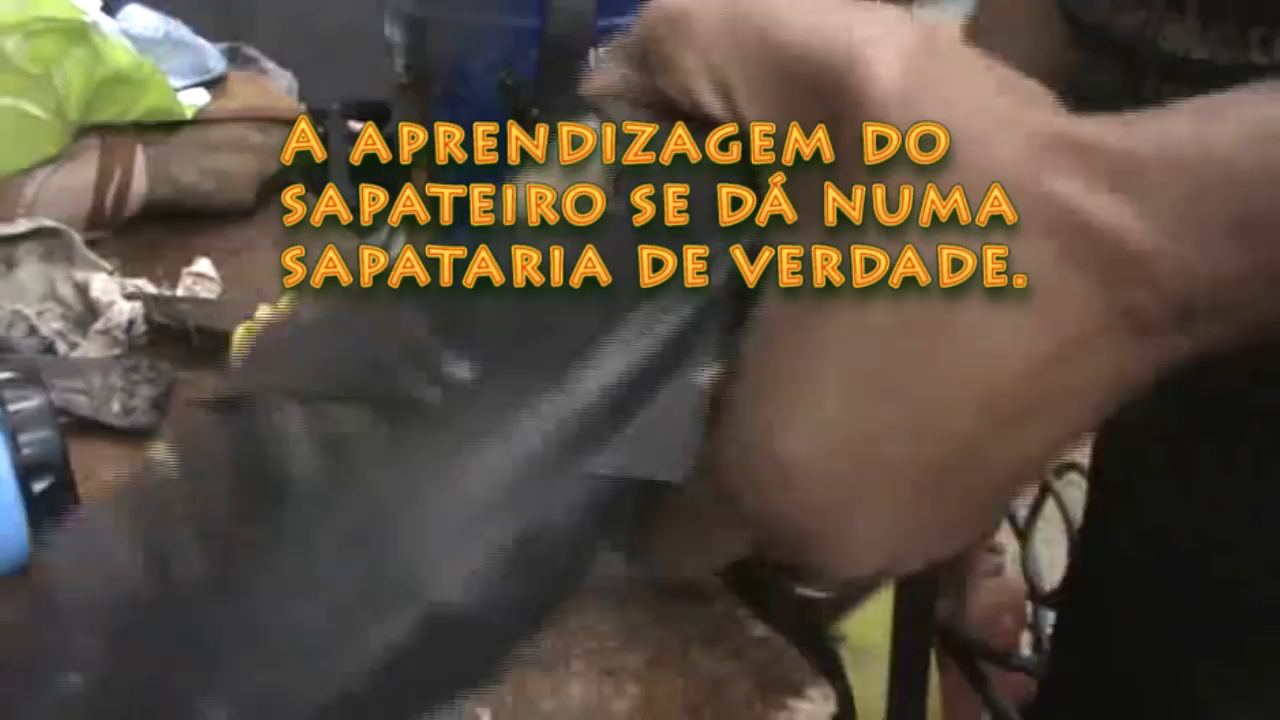 A APRENDIZAGEM DO
SAPATEIRO SE DÁ NUMA
SAPATARIA DE VERDADE.